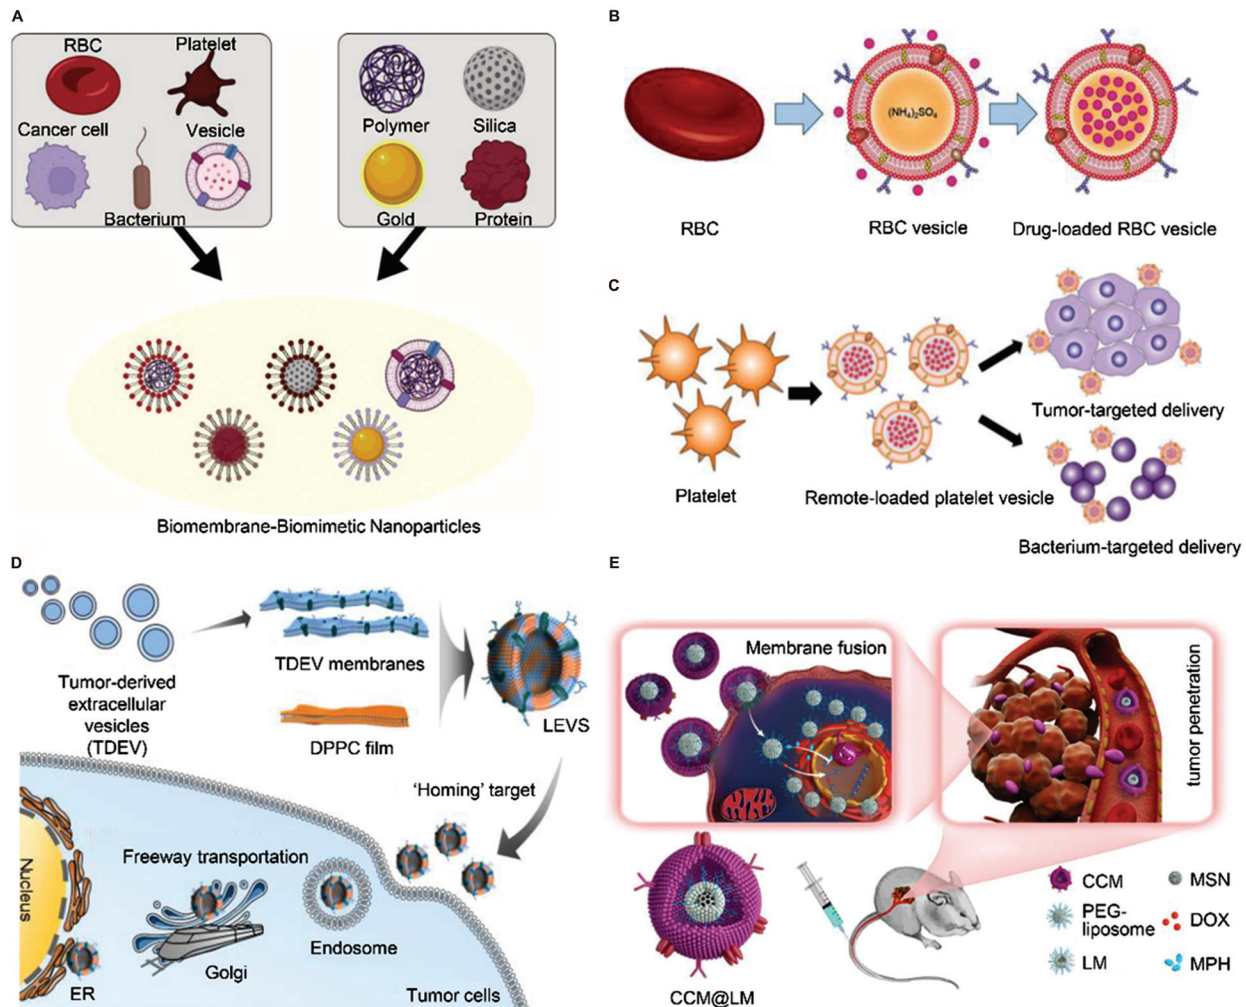 A
RBC
Platelet
Cancer cell
Vesicle
Bacterium
Polymer
Silica
Gold
Protein
Biomembrane-Biomimetic Nanoparticles
B
(NH4)2SO4
RBC
RBC vesicle
Drug-loaded RBC vesicle
C
Platelet
Remote-loaded platelet vesicle
Tumor-targeted delivery
Bacterium-targeted delivery
D
Tumor-derived
extracellular
vesicles
(TDEV)
TDEV membranes
DPPC film
LEVS
'Homing' target
Freeway transportation
Nucleus
ER
Golgi
Endosome
Tumor cells
E
Membrane fusion
tumor penetration
CCM@LM
CCM
PEG-
liposome
LM
MSN
DOX
MPH